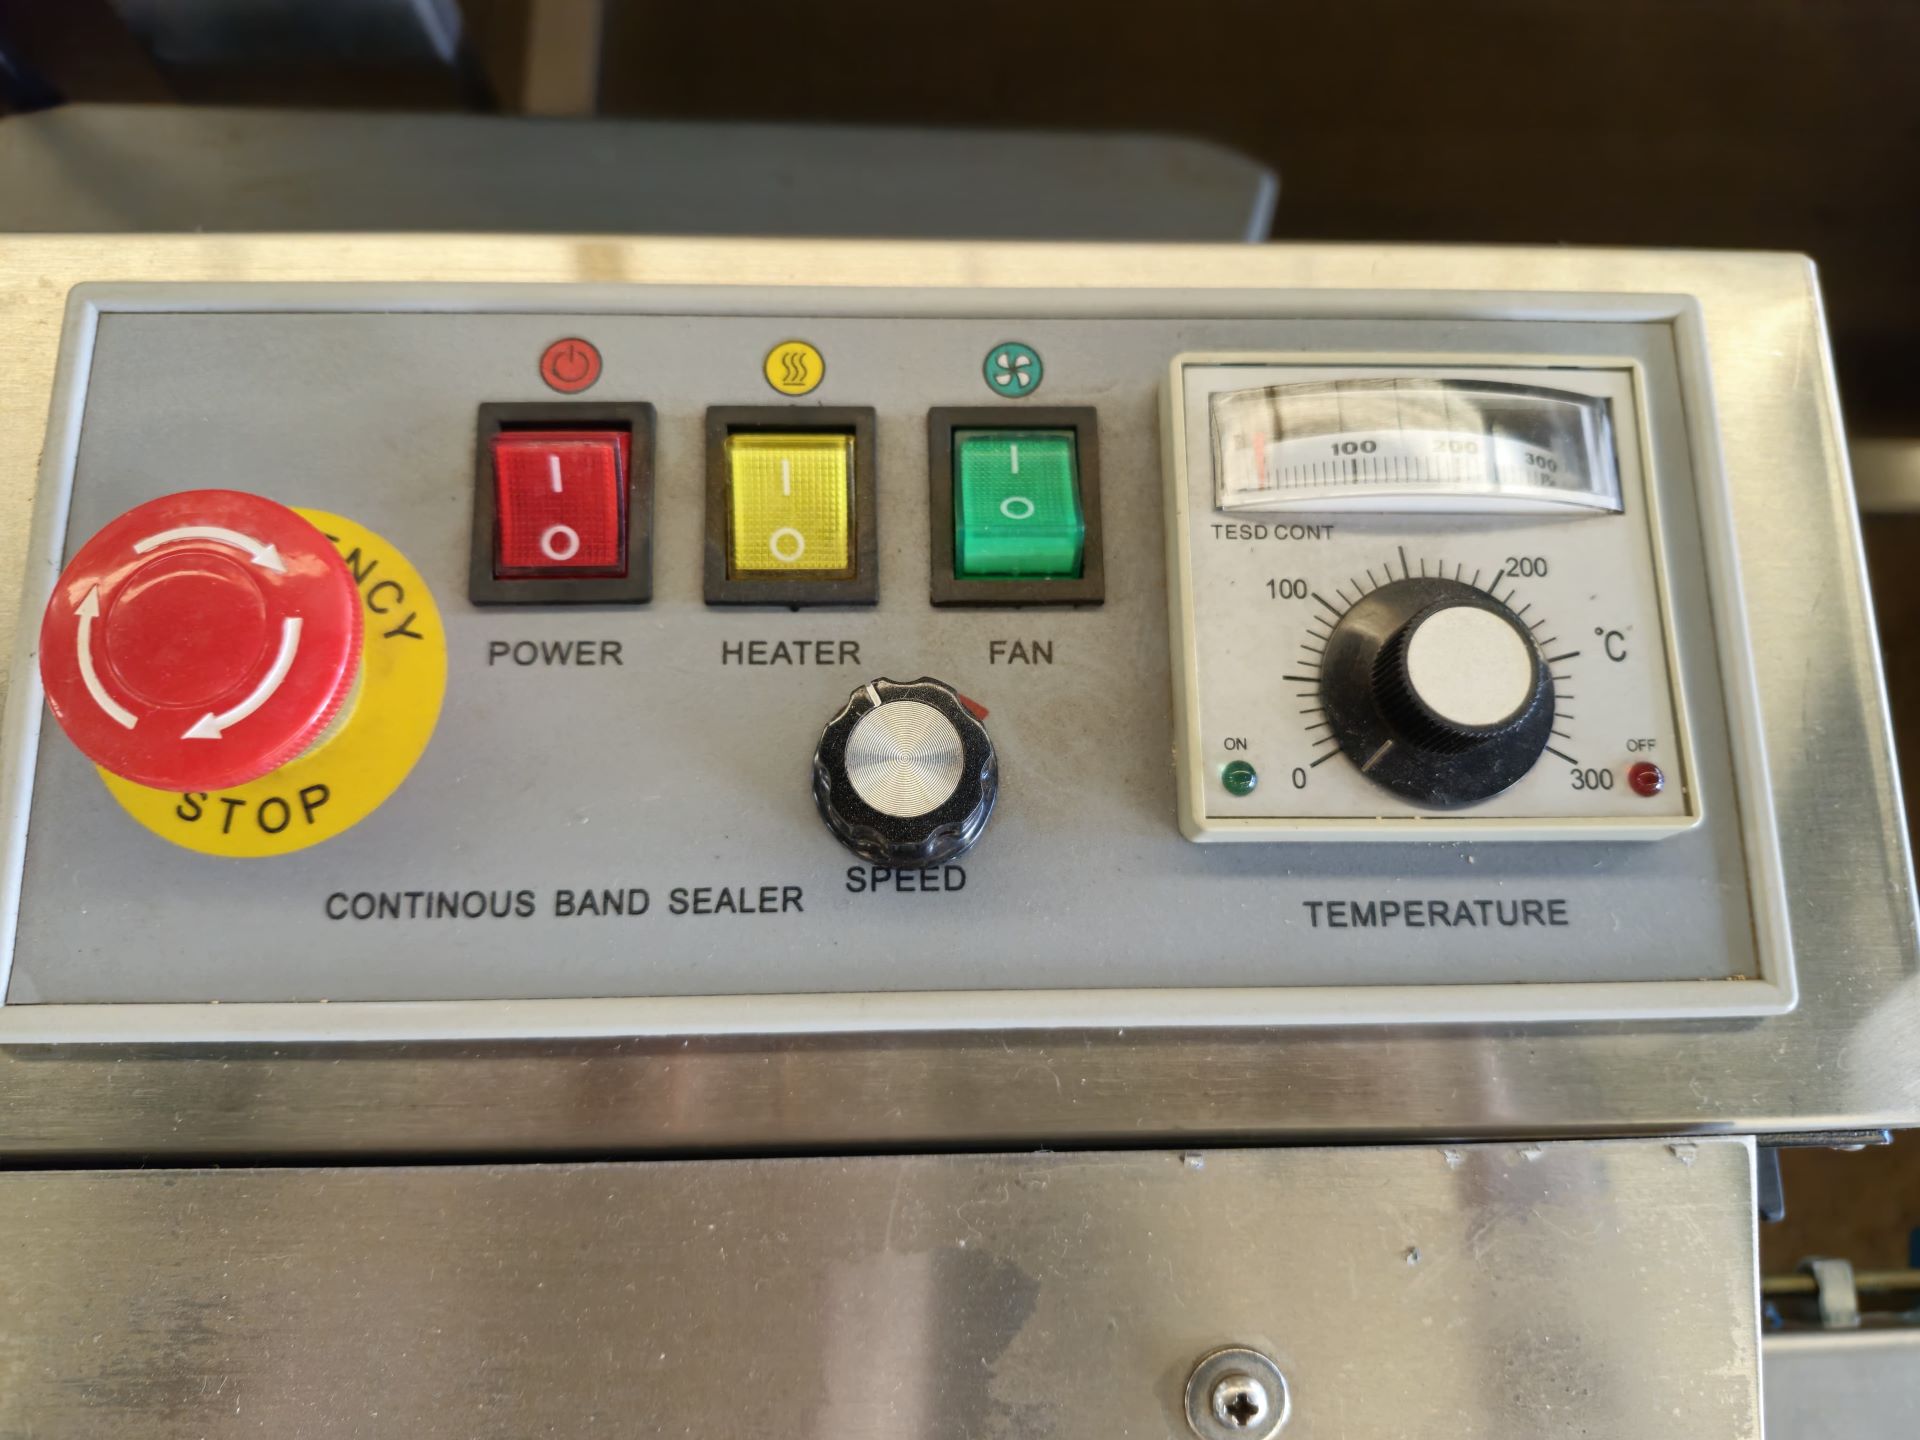 ENCY
STOP
I
O
I
O
I
O
POWER
HEATER
FAN
SPEED
CONTINOUS BAND SEALER
100 200 300
TESD CONT
100
200
°C
ON
OFF
0
300
TEMPERATURE